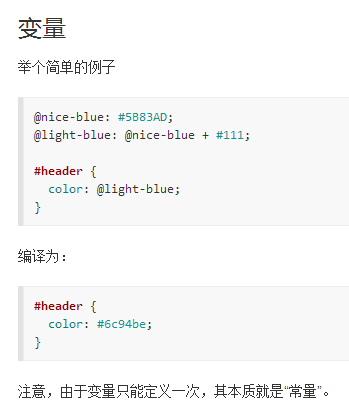 变量
举个简单的例子
@nice-blue: #5B83AD;
@light-blue: @nice-blue + #111;
#header {
  color: @light-blue;
}
编译为：
#header {
  color: #6c94be;
}
注意，由于变量只能定义一次，其本质就是“常量”。